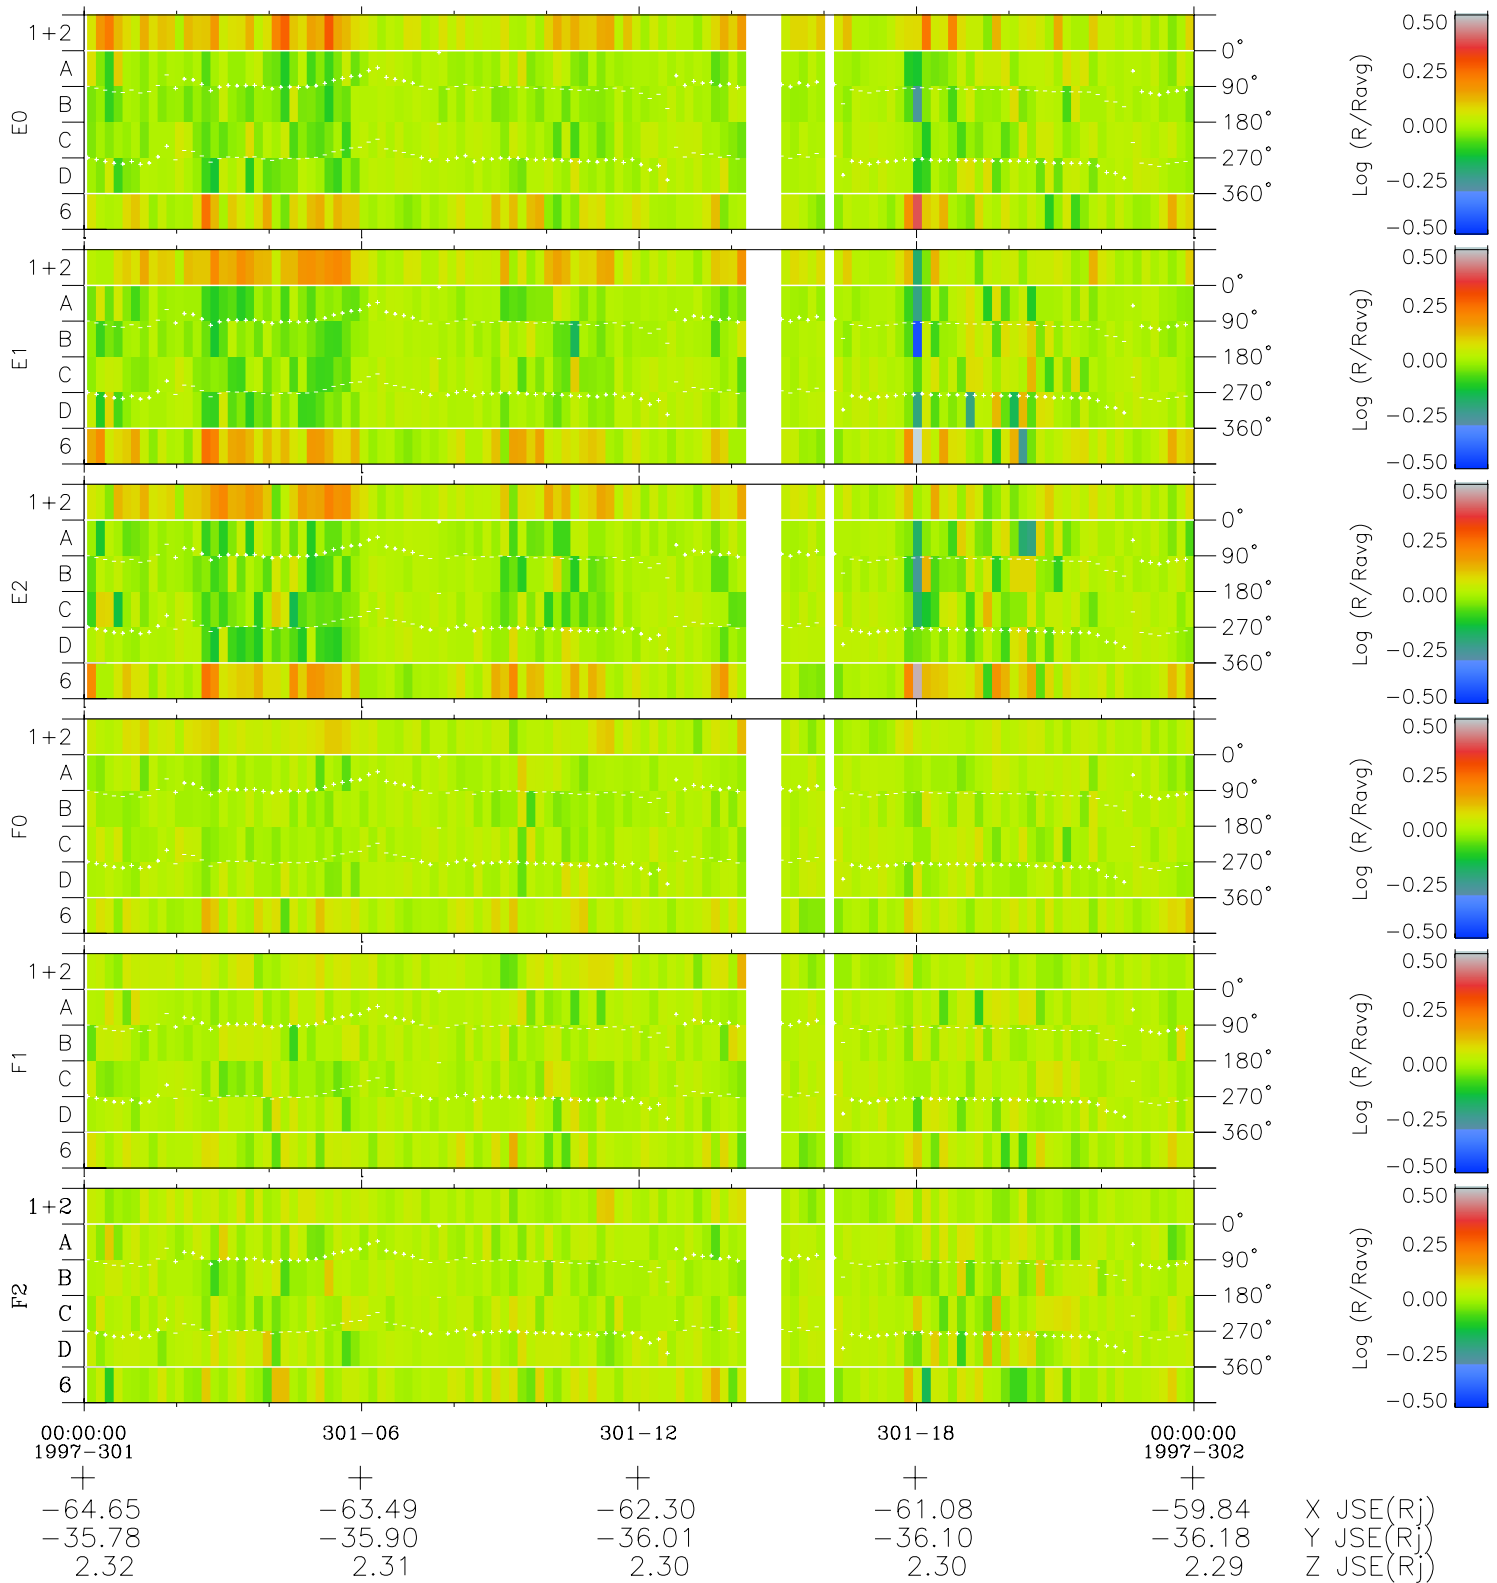 E0
1+2
A
B
C
D
6
0°
90°
180°
270°
360°
Log (R/Ravg)
0.50
0.25
0.00
−0.25
−0.50
E1
1+2
A
B
C
D
6
0°
90°
180°
270°
360°
Log (R/Ravg)
0.50
0.25
0.00
−0.25
−0.50
E2
1+2
A
B
C
D
6
0°
90°
180°
270°
360°
Log (R/Ravg)
0.50
0.25
0.00
−0.25
−0.50
F0
1+2
A
B
C
D
6
0°
90°
180°
270°
360°
Log (R/Ravg)
0.50
0.25
0.00
−0.25
−0.50
F1
1+2
A
B
C
D
6
0°
90°
180°
270°
360°
Log (R/Ravg)
0.50
0.25
0.00
−0.25
−0.50
F2
1+2
A
B
C
D
6
0°
90°
180°
270°
360°
Log (R/Ravg)
0.50
0.25
0.00
−0.25
−0.50
00:00:00 301−06 301−12 301−18 00:00:00
1997−301 1997−302
−64.65 −63.49 −62.30 −61.08 −59.84 X JSE(Rj)
−35.78 −35.90 −36.01 −36.10 −36.18 Y JSE(Rj)
2.32 2.31 2.30 2.30 2.29 Z JSE(Rj)